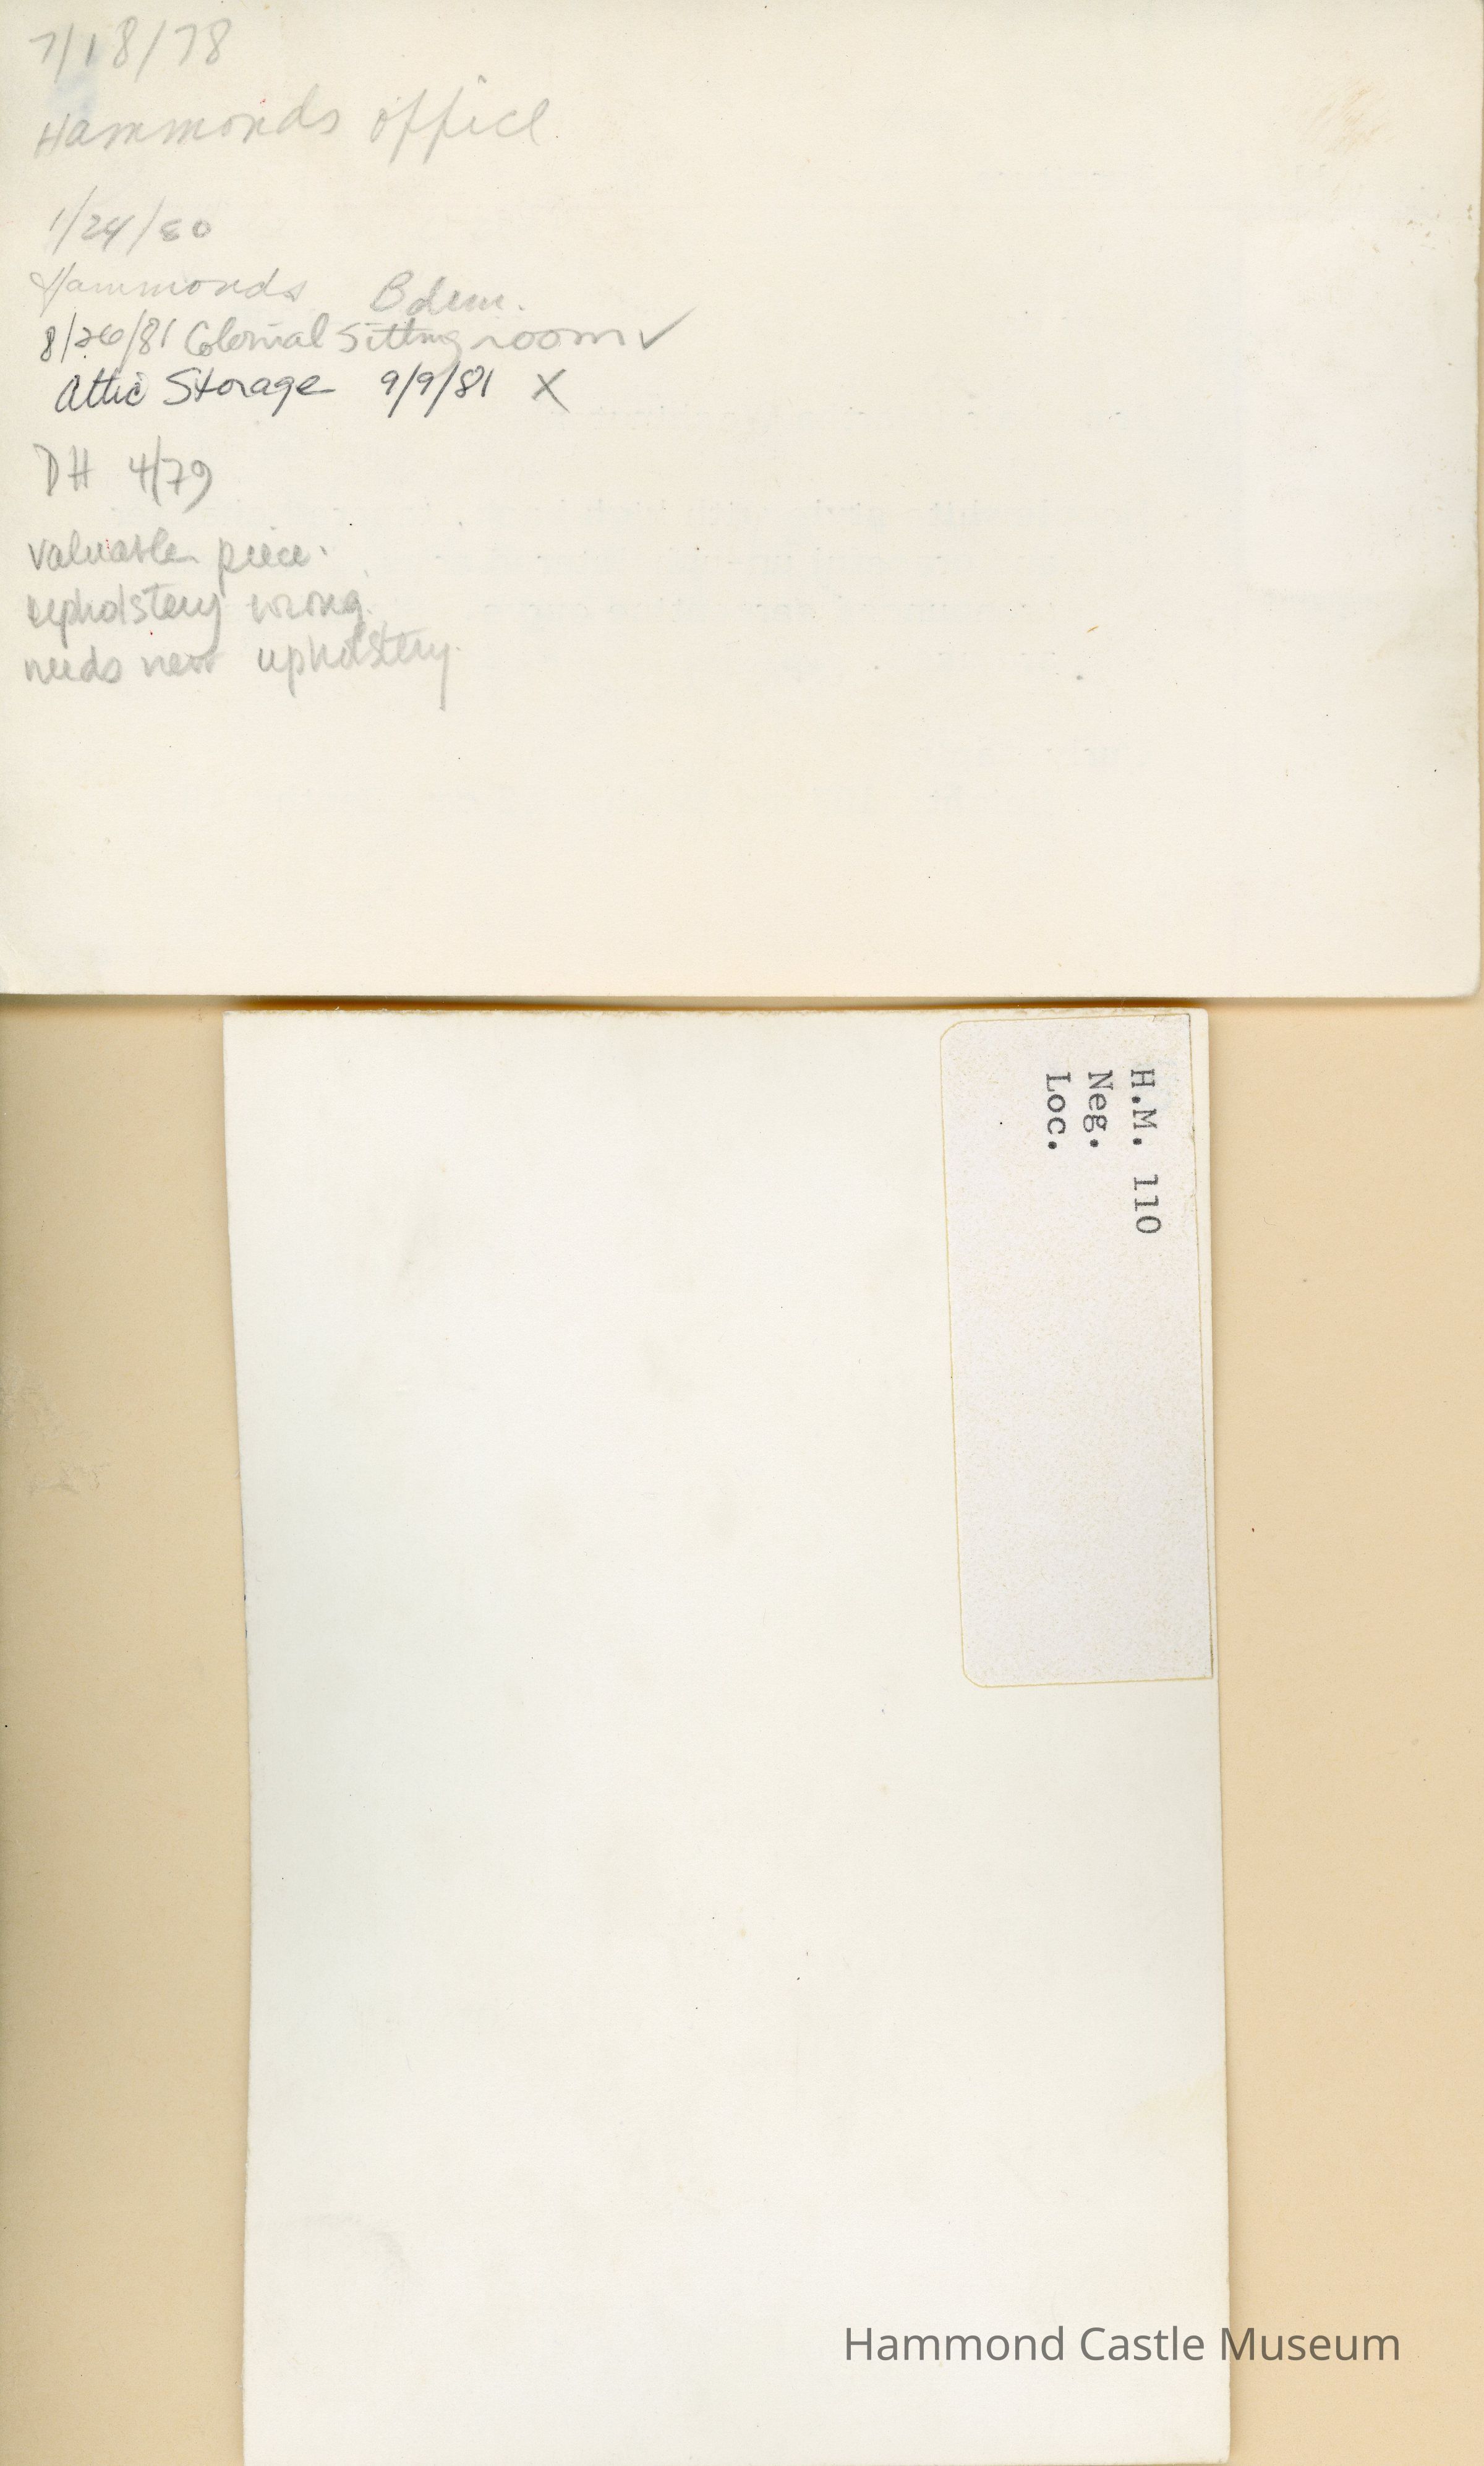 7/18/78
Hammonds office
1/24/80
Hammonds Bdrm.
8/26/81 Colonial Sitting room ✓
Attic Storage 9/9/81 X
DH 4/79
valuable piece.
upholstery wrong.
needs new upholstery.
H.M. 110
Neg.
Loc.
Hammond Castle Museum